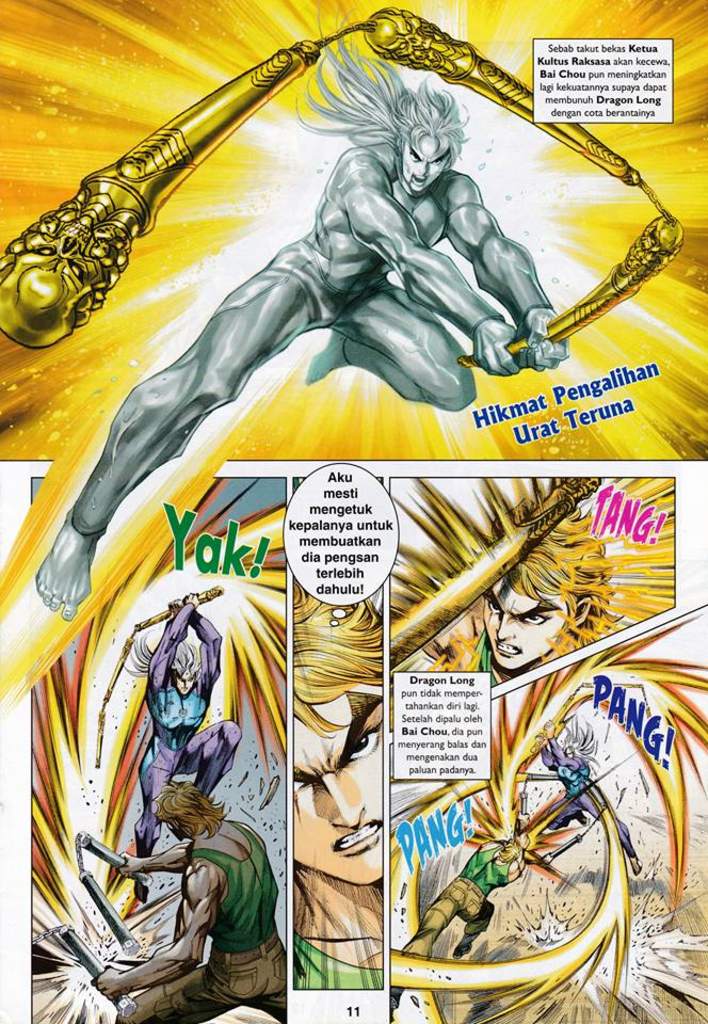 Sebab takut bekas Ketua
Kultus Raksasa akan kecewa,
Bai Chou pun meningkatkan
lagi kekuatannya supaya dapat
membunuh Dragon Long
dengan cota berantainya
Hikmat Pengalihan
Urat Teruna
Yak!
Aku
mesti
mengetuk
kepalanya untuk
membuatkan
dia pengsan
terlebih
dahulu!
TANG!
Dragon Long
pun tidak memper-
tahankan diri lagi.
Setelah dipalu oleh
Bai Chou, dia pun
menyerang balas dan
mengenakan dua
paluan padanya.
PANG!
PANG!
11